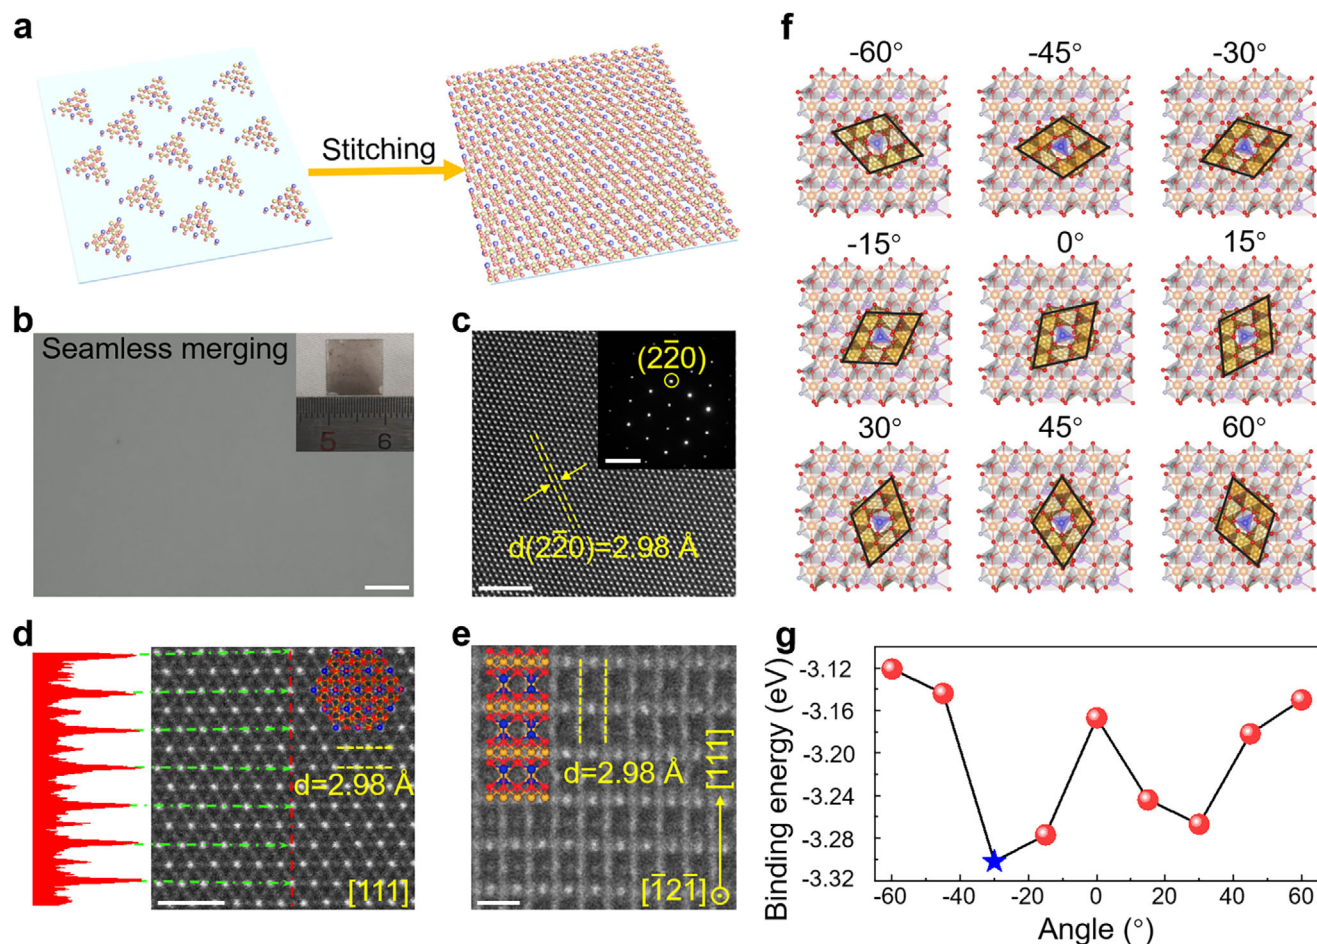 a
Stitching
b
Seamless merging
5 6
c
(22̅0)
d(22̅0)=2.98 Å
d
d=2.98 Å
[111]
e
d=2.98 Å
[111]
[1̅21̅]
f
-60° -45° -30°
-15° 0° 15°
30° 45° 60°
g
Binding energy (eV)
-3.12
-3.16
-3.20
-3.24
-3.28
-3.32
-60 -40 -20 0 20 40 60
Angle (°)